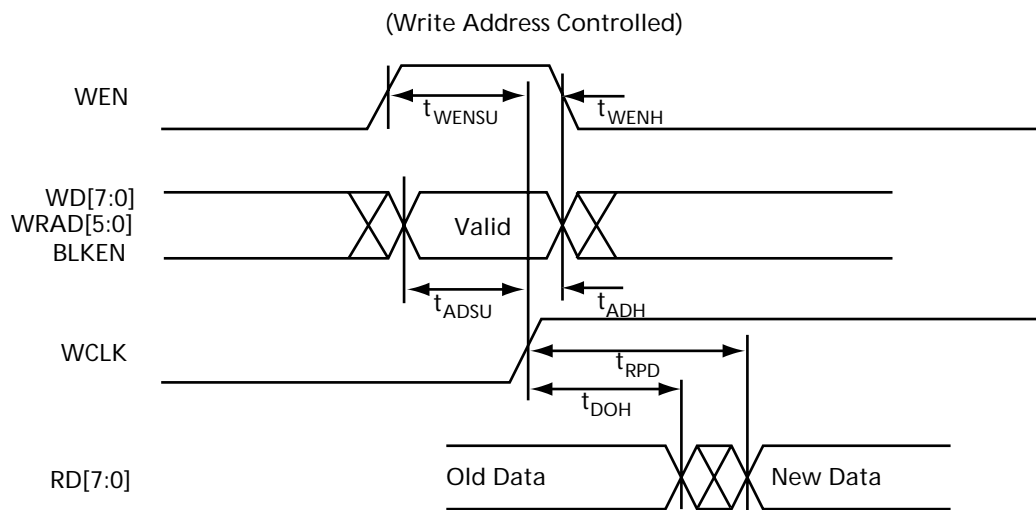 (Write Address Controlled)
WEN
tWENSU
tWENH
WD[7:0]
WRAD[5:0]
BLKEN
Valid
tADSU
tADH
WCLK
tRPD
tDOH
RD[7:0]
Old Data
New Data